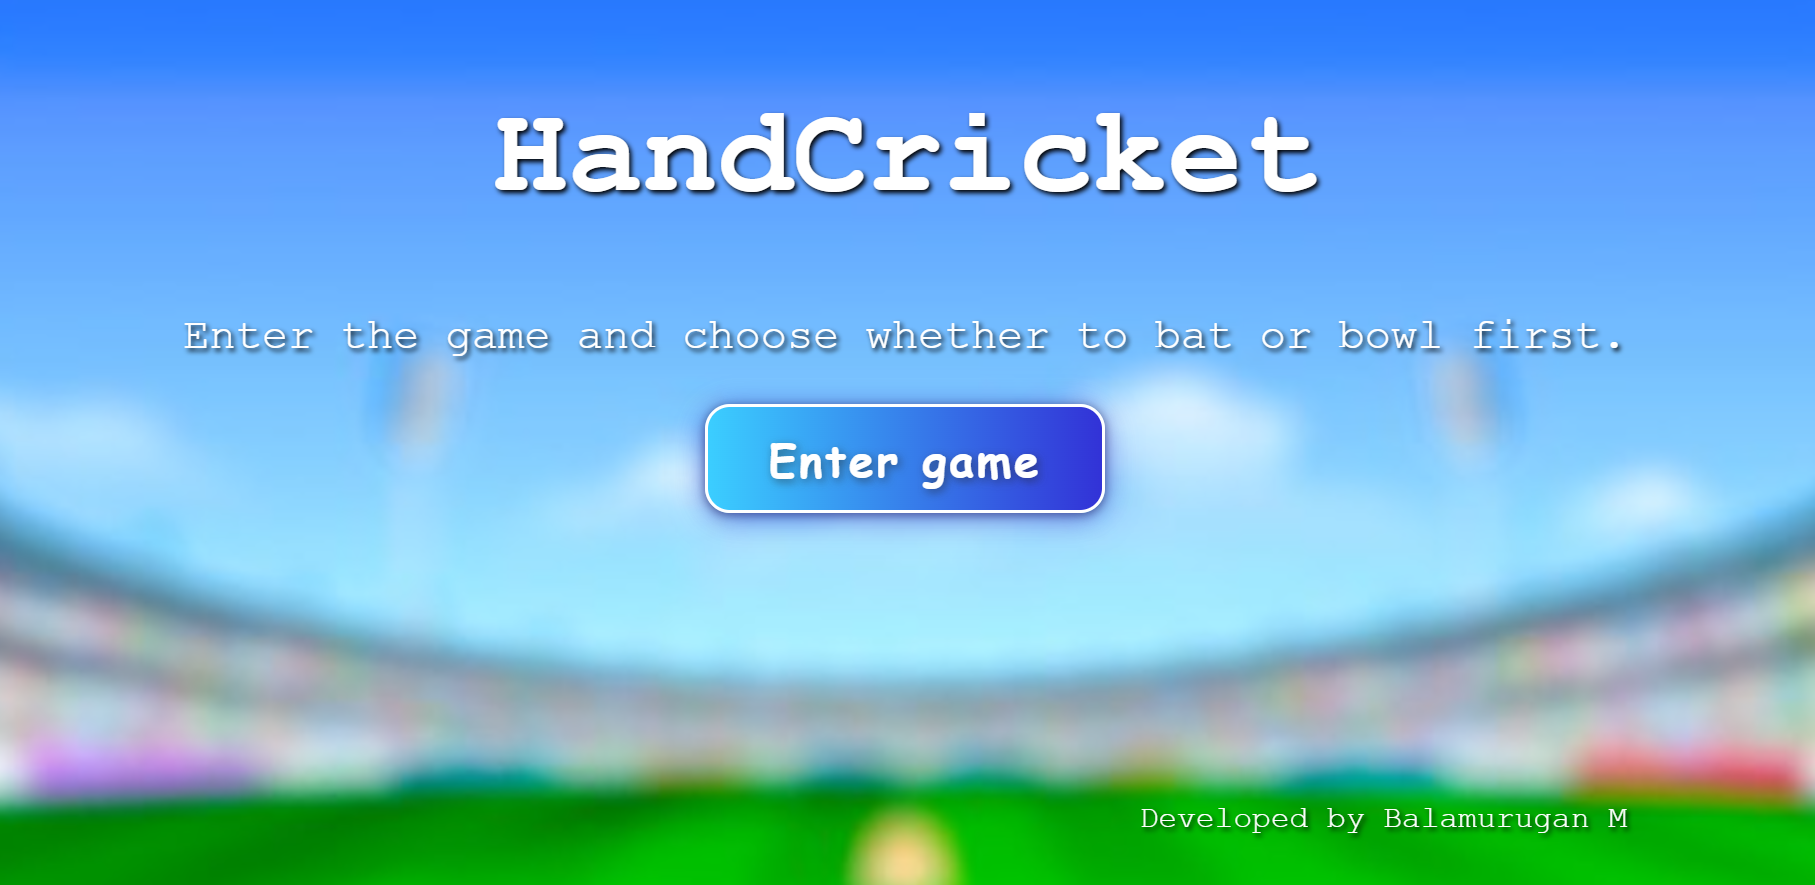 HandCricket
Enter the game and choose whether to bat or bowl first.
Enter game
Developed by Balamurugan M